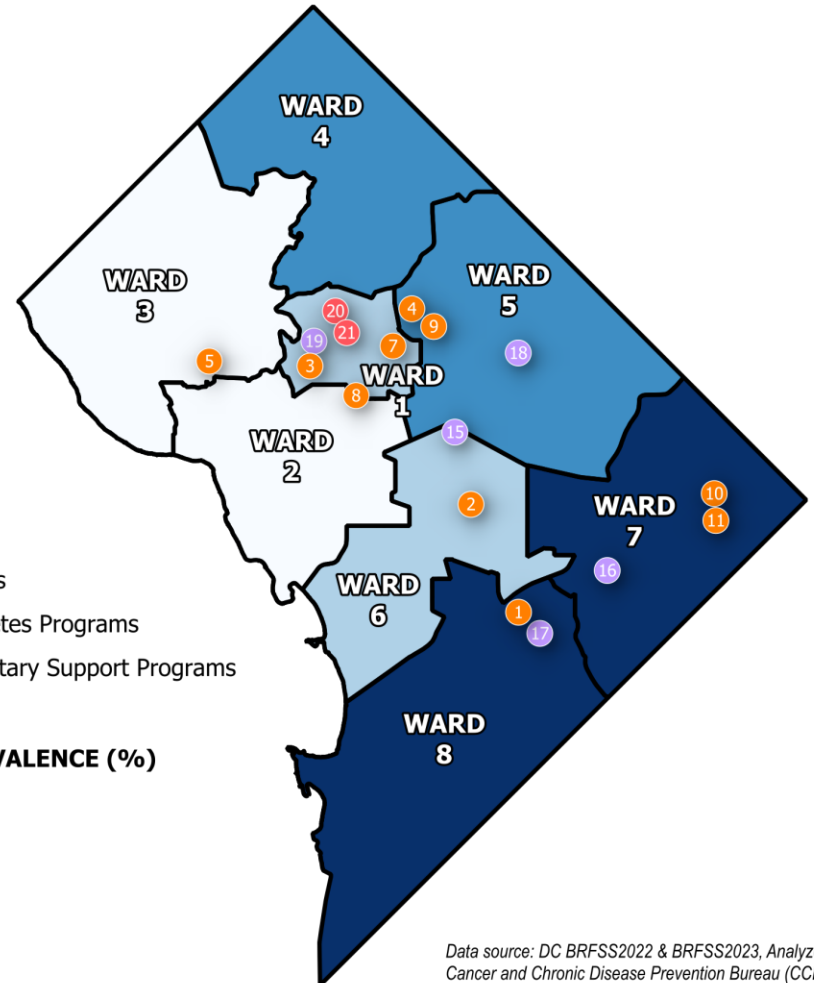 WARD
4
WARD
3
WARD
5
20
4
21
9
19
7
18
5
3
WARD
1
8
15
WARD
2
10
2
WARD
7
11
16
s
tes Programs
WARD
6
1
17
tary Support Programs
WARD
8
VALENCE (%)
Data source: DC BRFSS2022 & BRFSS2023, Analyz
Cancer and Chronic Disease Prevention Bureau (CC